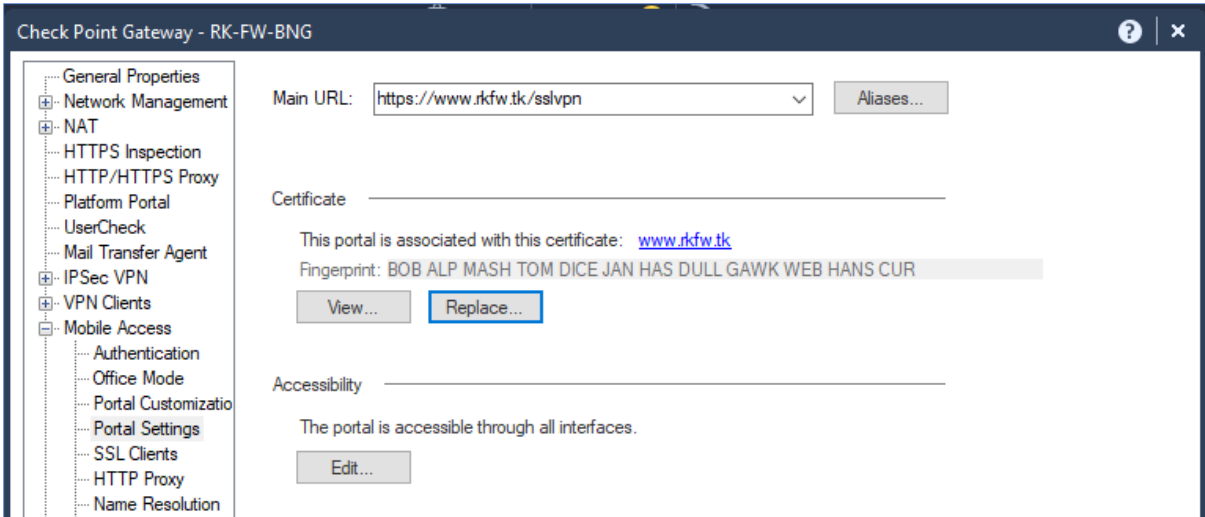 Check Point Gateway - RK-FW-BNG
General Properties
Network Management
NAT
HTTPS Inspection
HTTP/HTTPS Proxy
Platform Portal
UserCheck
Mail Transfer Agent
IPSec VPN
VPN Clients
Mobile Access
Authentication
Office Mode
Portal Customizatio
Portal Settings
SSL Clients
HTTP Proxy
Name Resolution
Main URL: https://www.rkfw.tk/sslvpn Aliases...
Certificate
This portal is associated with this certificate: www.rkfw.tk
Fingerprint: BOB ALP MASH TOM DICE JAN HAS DULL GAWK WEB HANS CUR
View... Replace...
Accessibility
The portal is accessible through all interfaces.
Edit...